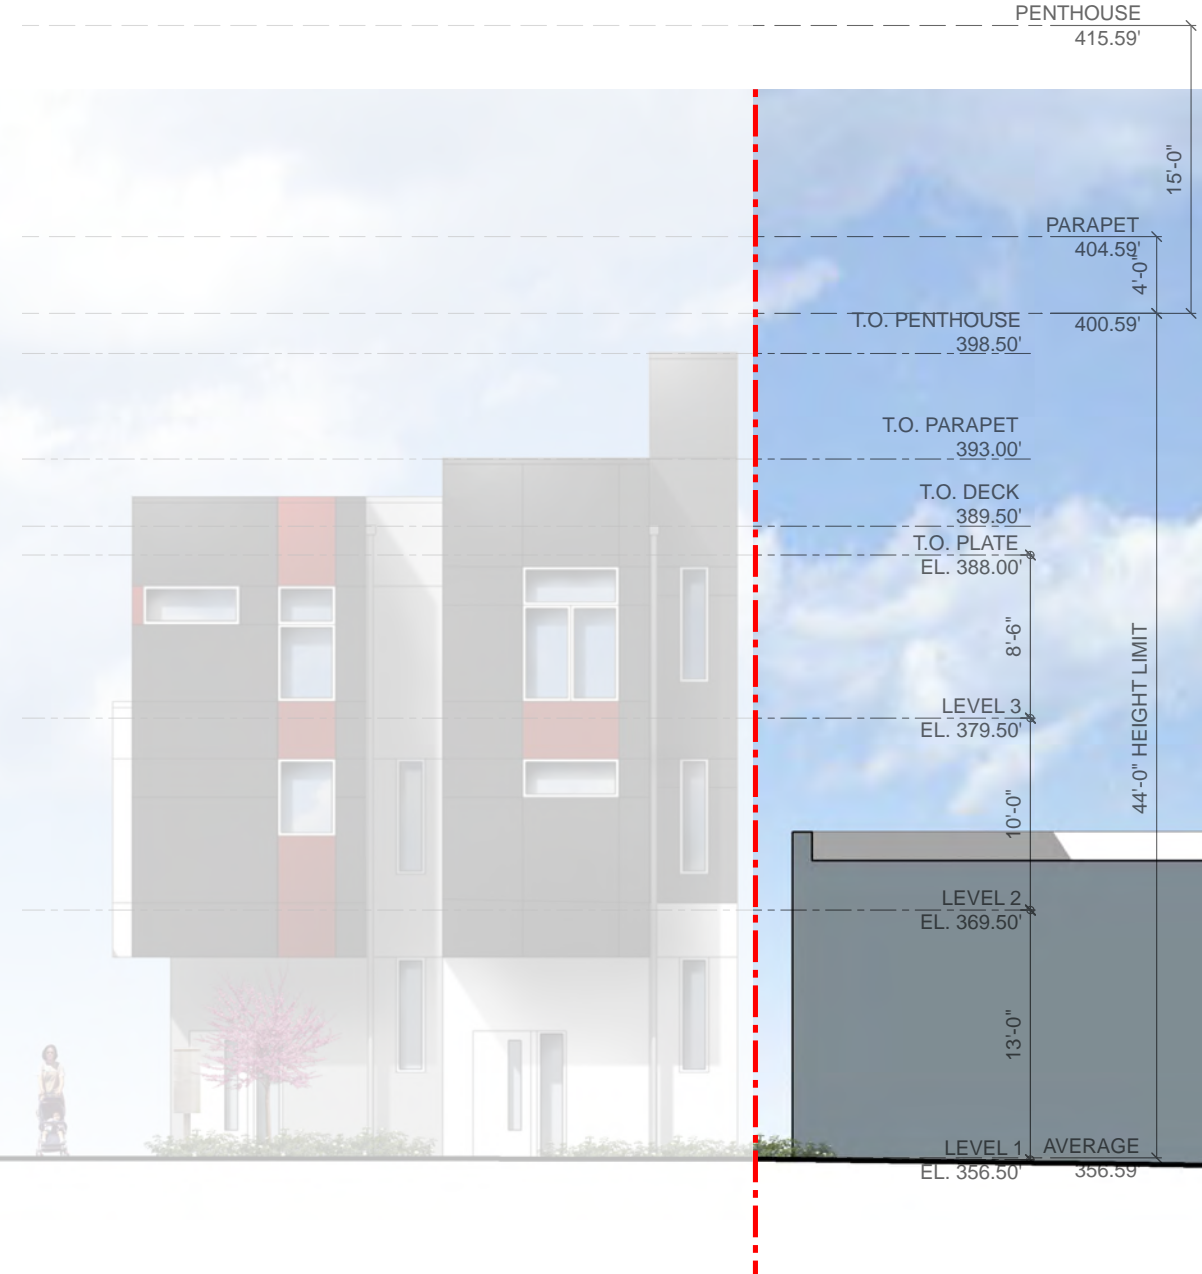 PENTHOUSE
415.59'
15'-0"
PARAPET
404.59'
4'-0"
T.O. PENTHOUSE
400.59'
398.50'
T.O. PARAPET
393.00'
T.O. DECK
389.50'
T.O. PLATE
EL. 388.00'
8'-6"
44'-0" HEIGHT LIMIT
LEVEL 3
EL. 379.50'
10'-0"
LEVEL 2
EL. 369.50'
13'-0"
LEVEL 1
AVERAGE
EL. 356.50'
356.59'